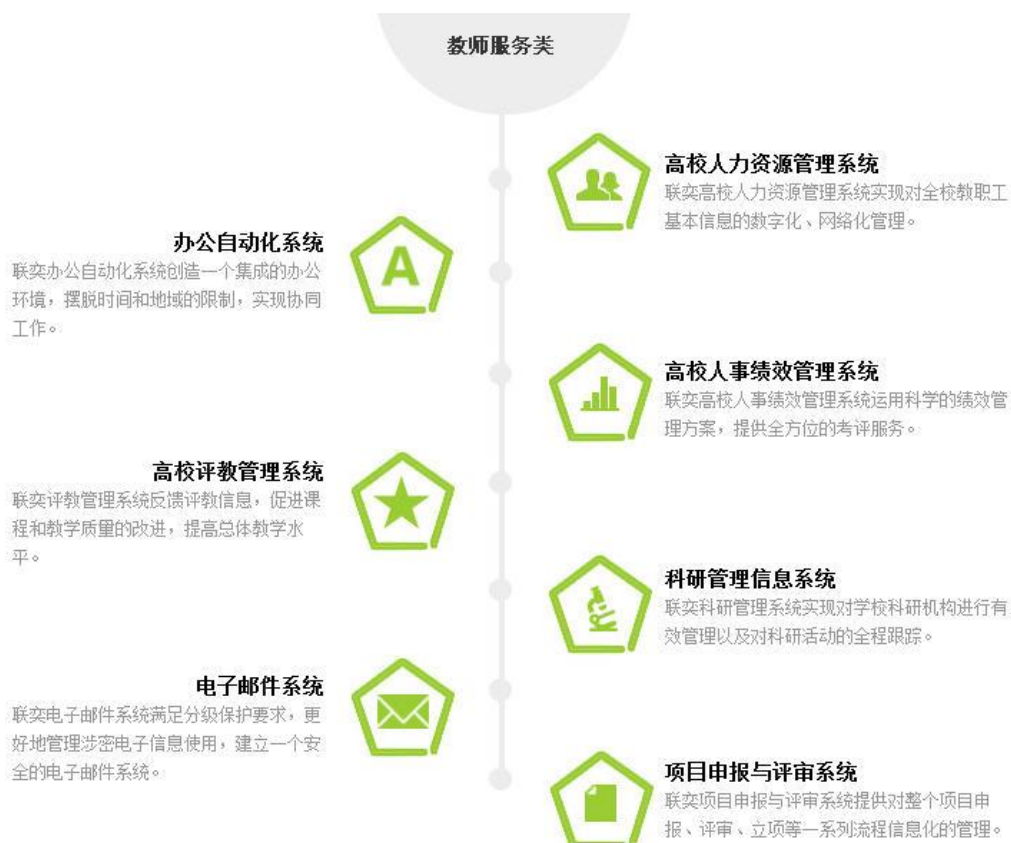 教师服务类
高校人力资源管理系统
联奕高校人力资源管理系统实现对全校教职工
基本信息的数字化、网络化管理。
办公自动化系统
联奕办公自动化系统创造一个集成的办公
环境，摆脱时间和地域的限制，实现协同
工作。
A
高校人事绩效管理系统
联奕高校人事绩效管理系统运用科学的绩效管
理方案，提供全方位的考评服务。
高校评教管理系统
联奕评教管理系统反馈评教信息，促进课
程和教学质量的改进，提高总体教学水
平。
科研管理信息系统
联奕科研管理系统实现对学校科研机构进行有
效管理以及对科研活动的全程跟踪。
电子邮件系统
联奕电子邮件系统满足分级保护要求，更
好地管理涉密电子信息使用，建立一个安
全的电子邮件系统。
项目申报与评审系统
联奕项目申报与评审系统提供对整个项目申
报、评审、立项等一系列流程信息化的管理。